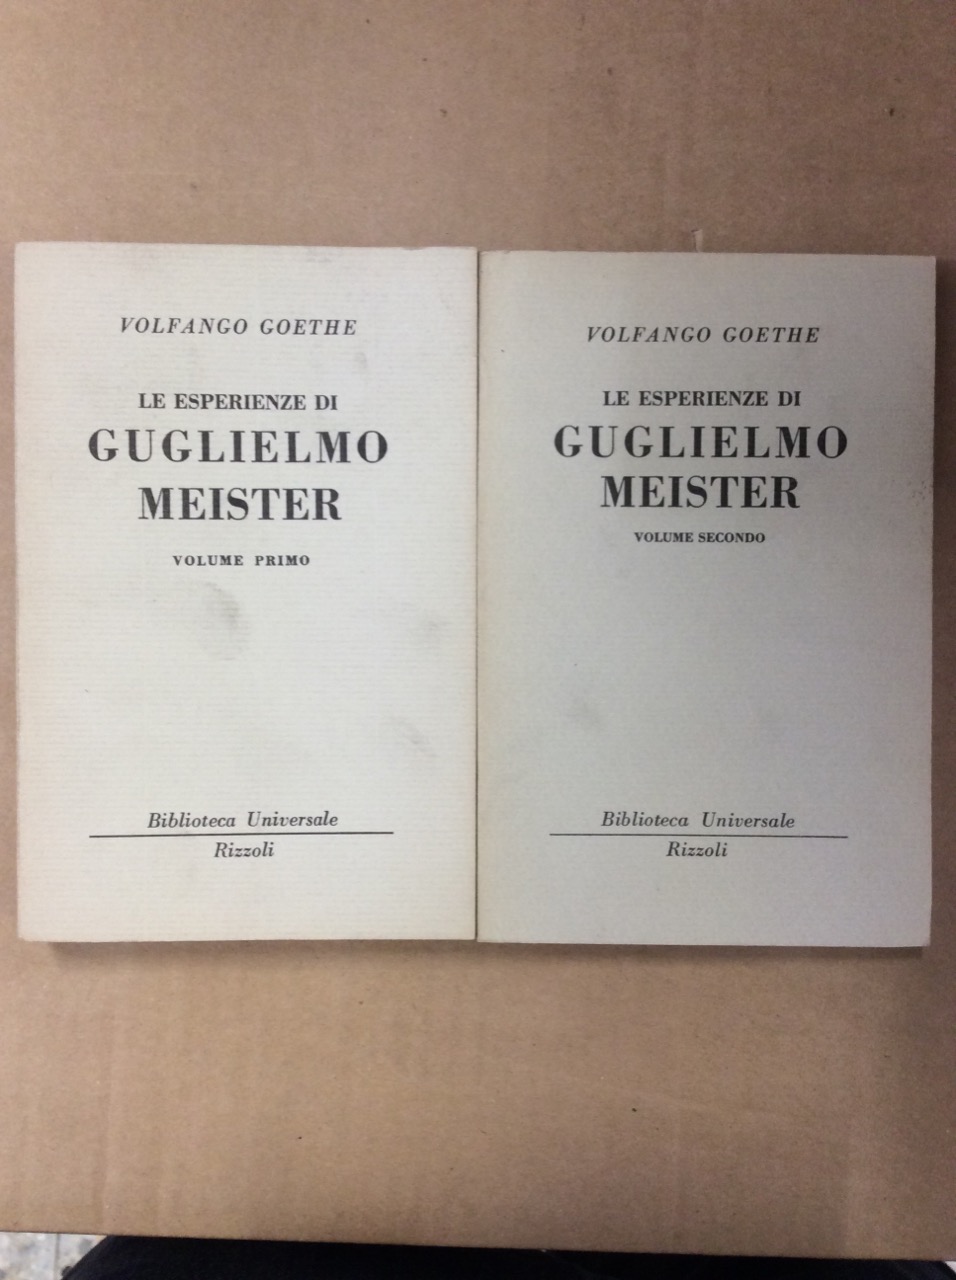 VOLFANGO GOETHE
LE ESPERIENZE DI
GUGLIELMO
MEISTER
VOLUME PRIMO
Biblioteca Universale
Rizzoli
VOLFANGO GOETHE
LE ESPERIENZE DI
GUGLIELMO
MEISTER
VOLUME SECONDO
Biblioteca Universale
Rizzoli